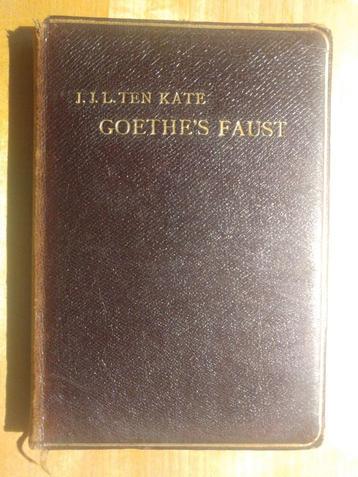 J. J. L. TEN KATE
GOETHE'S FAUST